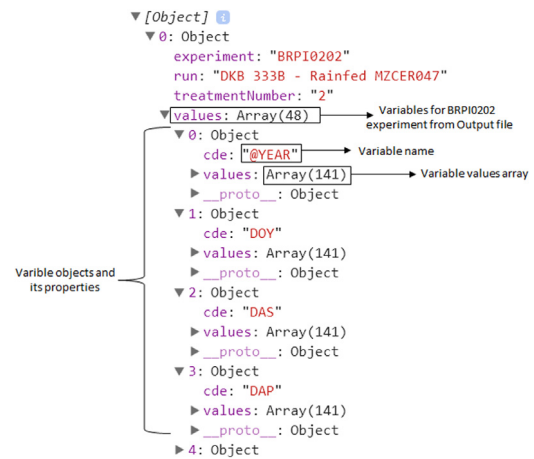 ▼ [Object] i
▼ 0: Object
experiment: "BRPI0202"
run: "DKB 333B - Rainfed MZCER047"
treatmentNumber: "2"
▼ values: Array(48)
Variables for BRPI0202
experiment from Output file
▼ 0: Object
cde: "@YEAR"
Variable name
▶ values: Array(141)
Variable values array
▶ __proto__: Object
▼ 1: Object
cde: "DOY"
▶ values: Array(141)
▶ __proto__: Object
Varible objects and
its properties
▼ 2: Object
cde: "DAS"
▶ values: Array(141)
▶ __proto__: Object
▼ 3: Object
cde: "DAP"
▶ values: Array(141)
▶ __proto__: Object
▶ 4: Object